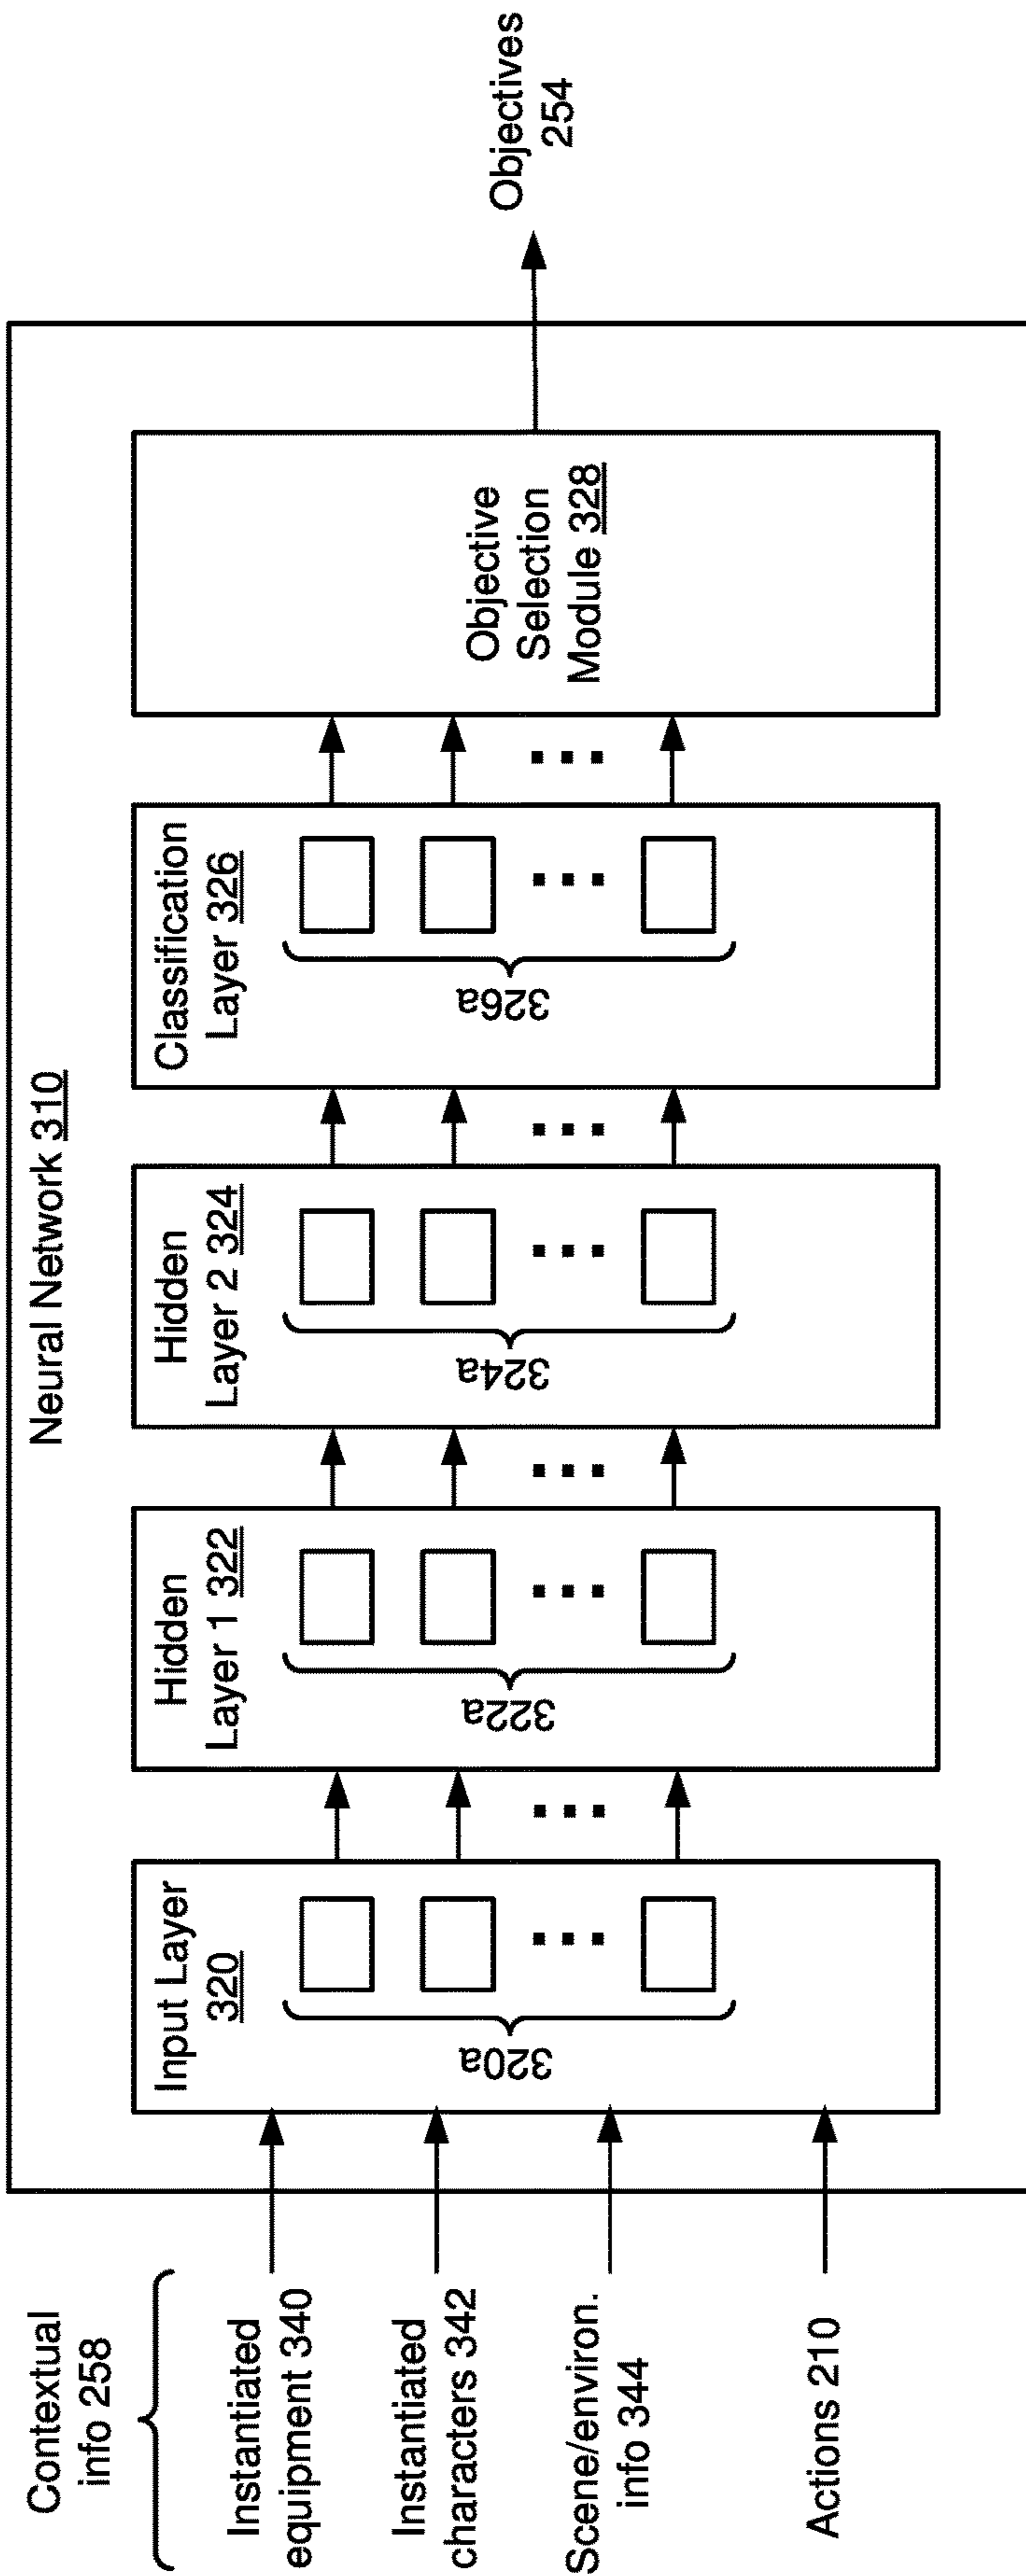 Neural Network 310
Contextual
info 258
Instantiated
equipment 340
Instantiated
characters 342
Scene/environ.
info 344
Actions 210
Input Layer
320
320a
Hidden
Layer 1 322
322a
Hidden
Layer 2 324
324a
Classification
Layer 326
326a
Objective
Selection
Module 328
Objectives
254